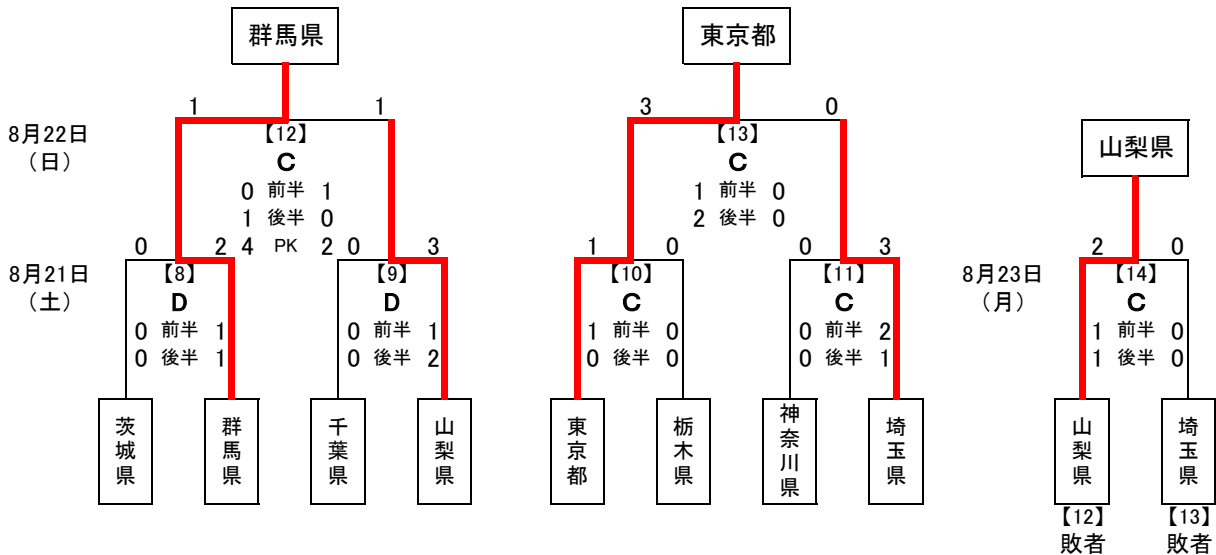 群馬県
東京都
1 1
3 0
8月22日
（日）
【12】
C
0 前半 1
1 後半 0
4 PK 2
【13】
C
1 前半 0
2 後半 0
山梨県
8月21日
（土）
0 2
【8】
D
0 前半 1
0 後半 1
0 3
【9】
D
0 前半 1
0 後半 2
1 0
【10】
C
1 前半 0
0 後半 0
0 3
【11】
C
0 前半 2
0 後半 1
8月23日
（月）
2 0
【14】
C
1 前半 0
1 後半 0
茨城県
群馬県
千葉県
山梨県
東京都
栃木県
神奈川県
埼玉県
山梨県
埼玉県
【12】
敗者
【13】
敗者